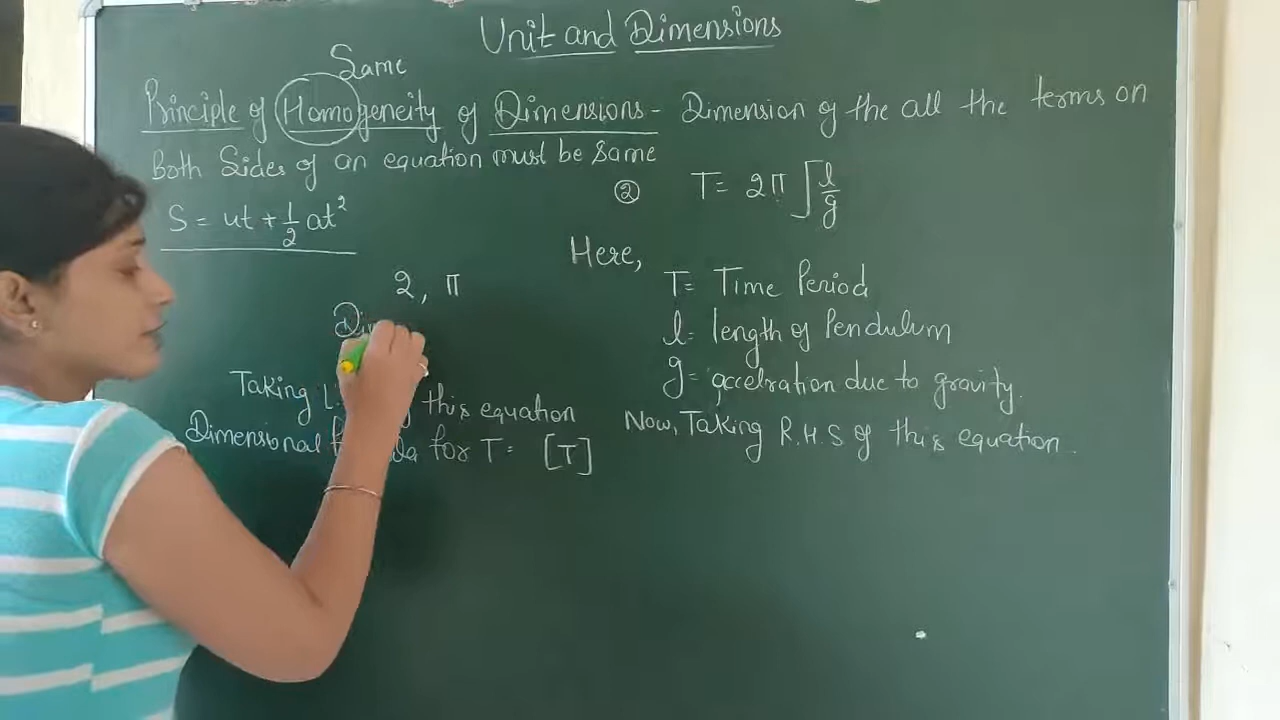 Unit and Dimensions
Same
Principle of Homogeneity of Dimensions - Dimension of the all the terms on
Both Sides of an equation must be Same
S = ut + 1/2 at²
② T = 2π √l/g
Here,
2, π
T = Time Period
l = length of Pendulum
g = accelration due to gravity.
Taking this equation
Dimensional for T = [T]
Now, Taking R.H.S of this equation